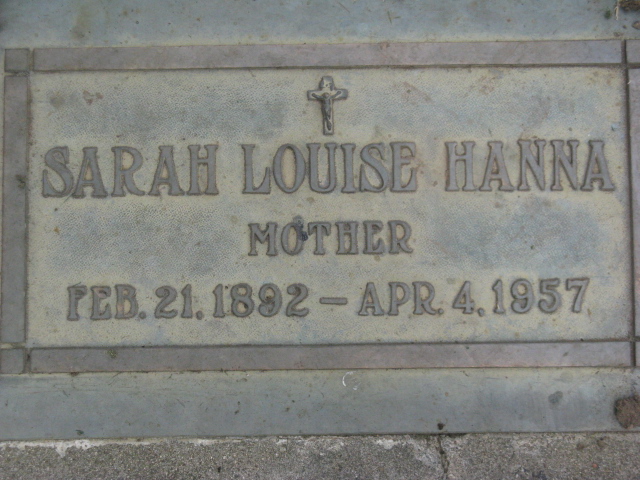 SARAH LOUISE HANNA
MOTHER
FEB. 21. 1892 – APR. 4. 1957